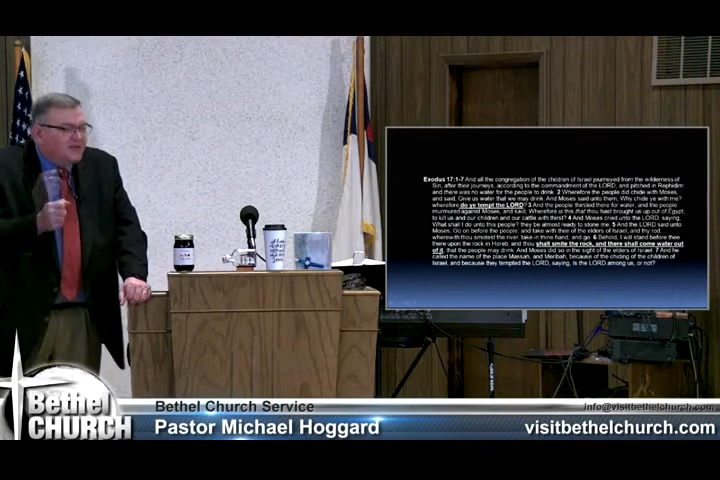 Exodus 17:1-7 And all the congregation of the children of Israel journeyed from the wilderness of
Sin, after their journeys, according to the commandment of the LORD, and pitched in Rephidim:
and there was no water for the people to drink. 2 Wherefore the people did chide with Moses,
and said, Give us water that we may drink. And Moses said unto them, Why chide ye with me?
wherefore do ye tempt the LORD? 3 And the people thirsted there for water; and the people
murmured against Moses, and said, Wherefore is this that thou hast brought us up out of Egypt,
to kill us and our children and our cattle with thirst? 4 And Moses cried unto the LORD, saying,
What shall I do unto this people? they be almost ready to stone me. 5 And the LORD said unto
Moses, Go on before the people, and take with thee of the elders of Israel; and thy rod,
wherewith thou smotest the river, take in thine hand, and go. 6 Behold, I will stand before thee
there upon the rock in Horeb; and thou shalt smite the rock, and there shall come water out
of it, that the people may drink. And Moses did so in the sight of the elders of Israel. 7 And he
called the name of the place Massah, and Meribah, because of the chiding of the children of
Israel, and because they tempted the LORD, saying, Is the LORD among us, or not?
Bethel
CHURCH
Bethel Church Service
info@visitbethelchurch.com
Pastor Michael Hoggard
visitbethelchurch.com